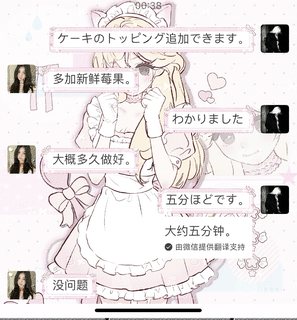 00:38
ケーキのトッピング追加できます。
多加新鲜莓果。
わかりました
大概多久做好。
五分ほどです。
大约五分钟。
由微信提供翻译支持
没问题